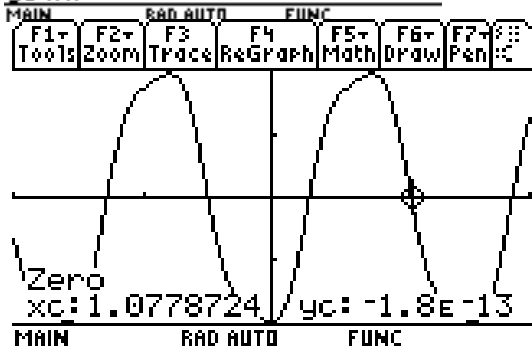 MAIN RAD AUTO FUNC
F1 F2 F3 F4 F5 F6 F7
Tools Zoom Trace ReGraph Math Draw Pen :C
Zero
xc:1.0778724 yc:-1.8E-13
MAIN RAD AUTO FUNC